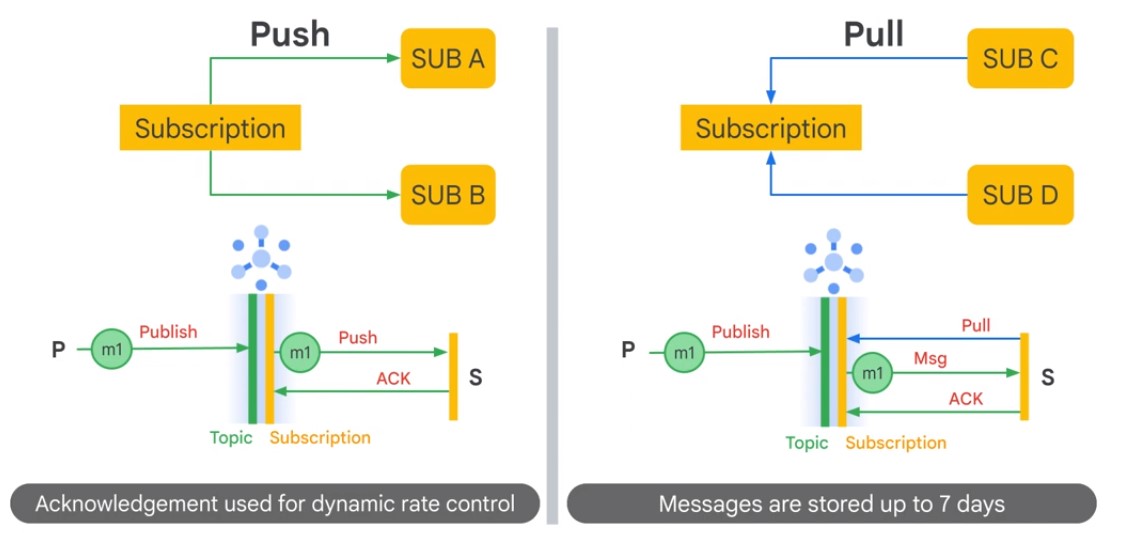 Push
SUB A
Subscription
SUB B
P
m1
Publish
m1
Push
ACK
S
Topic
Subscription
Acknowledgement used for dynamic rate control
Pull
SUB C
Subscription
SUB D
P
m1
Publish
Pull
m1
Msg
ACK
S
Topic
Subscription
Messages are stored up to 7 days